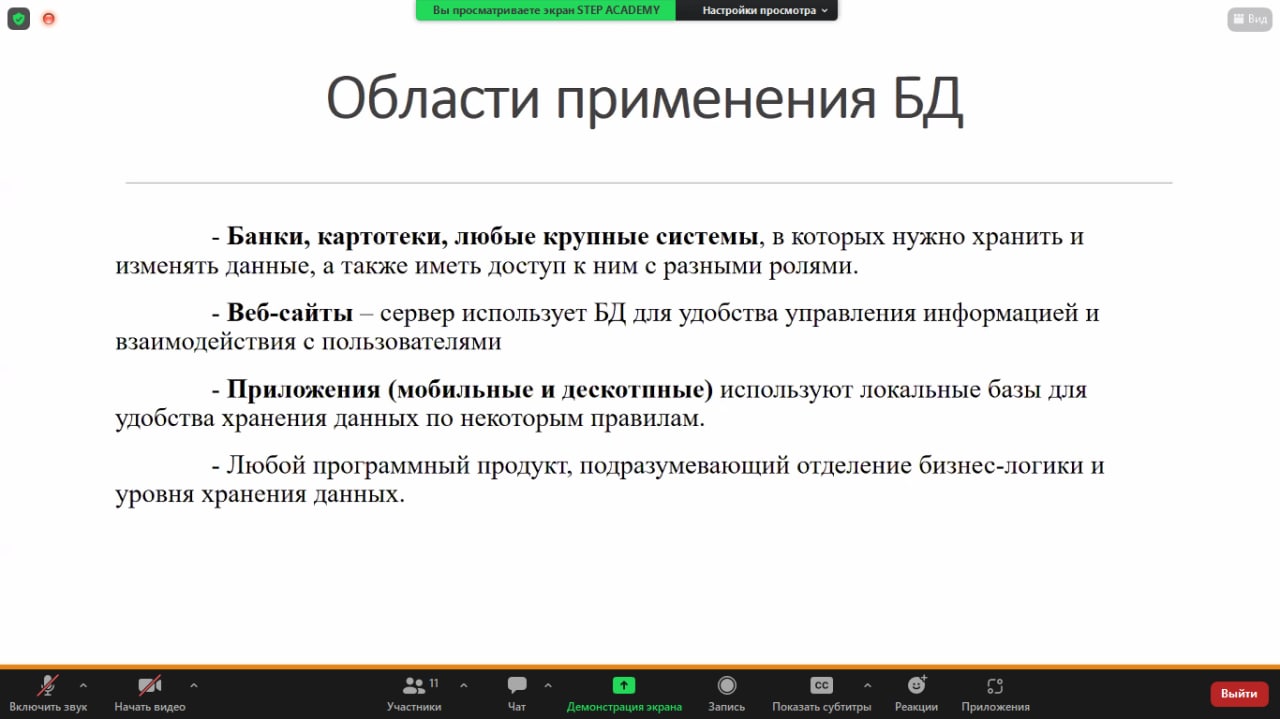 Вы просматриваете экран STEP ACADEMY
Настройки просмотра
Вид
Области применения БД
- Банки, картотеки, любые крупные системы, в которых нужно хранить и
изменять данные, а также иметь доступ к ним с разными ролями.
- Веб-сайты – сервер использует БД для удобства управления информацией и
взаимодействия с пользователями
- Приложения (мобильные и дескотпные) используют локальные базы для
удобства хранения данных по некоторым правилам.
- Любой программный продукт, подразумевающий отделение бизнес-логики и
уровня хранения данных.
11
CC
Включить звук
Начать видео
Участники
Чат
Демонстрация экрана
Запись
Показать субтитры
Реакции
Приложения
Выйти